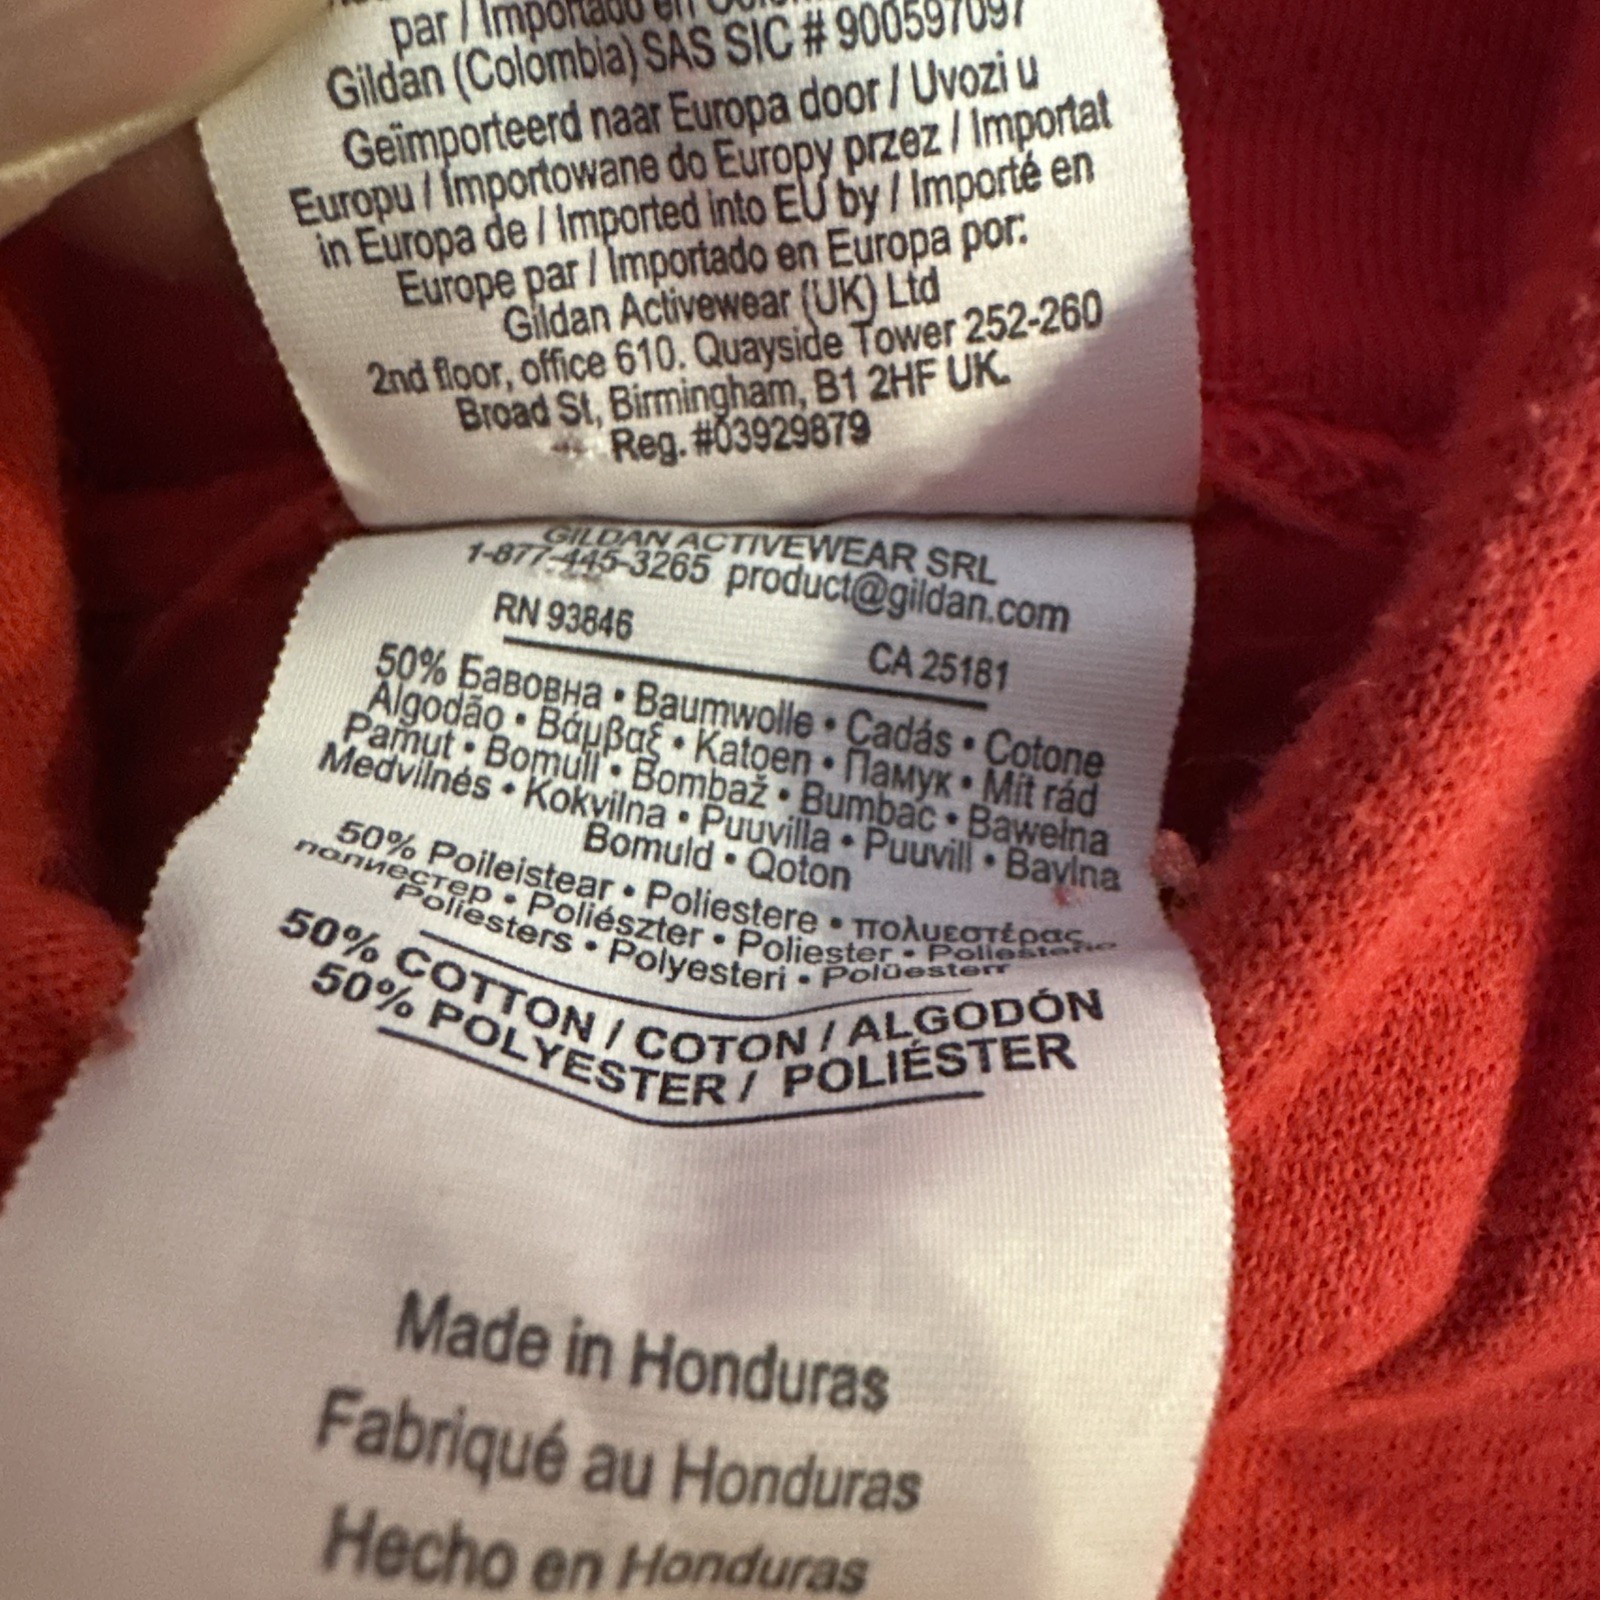 par / Importado en
Gildan (Colombia) SAS SIC # 900597097
Geïmporteerd naar Europa door / Uvozi u
Europu / Importowane do Europy przez / Importat
in Europa de / Imported into EU by / Importé en
Europe par / Importado en Europa por:
Gildan Activewear (UK) Ltd
2nd floor, office 610. Quayside Tower 252-260
Broad St, Birmingham, B1 2HF UK.
Reg. #03929879
GILDAN ACTIVEWEAR SRL
1-877-445-3265 product@gildan.com
RN 93846 CA 25181
50% Бавовна • Baumwolle • Cadás • Cotone
Algodão • Βάμβαξ • Katoen • Памук • Mit rád
Pamut • Bomull • Bombaž • Bumbac • Bawełna
Medvilnés • Kokvilna • Puuvilla • Puuvill • Bavlna
Bomuld • Qoton
50% Poileistear • Poliestere • πολυεστέρας
полиестер • Poliészter • Poliester •
Poliesters • Polyesteri • Polüesterr
50% COTTON / COTON / ALGODÓN
50% POLYESTER / POLIÉSTER
Made in Honduras
Fabriqué au Honduras
Hecho en Honduras